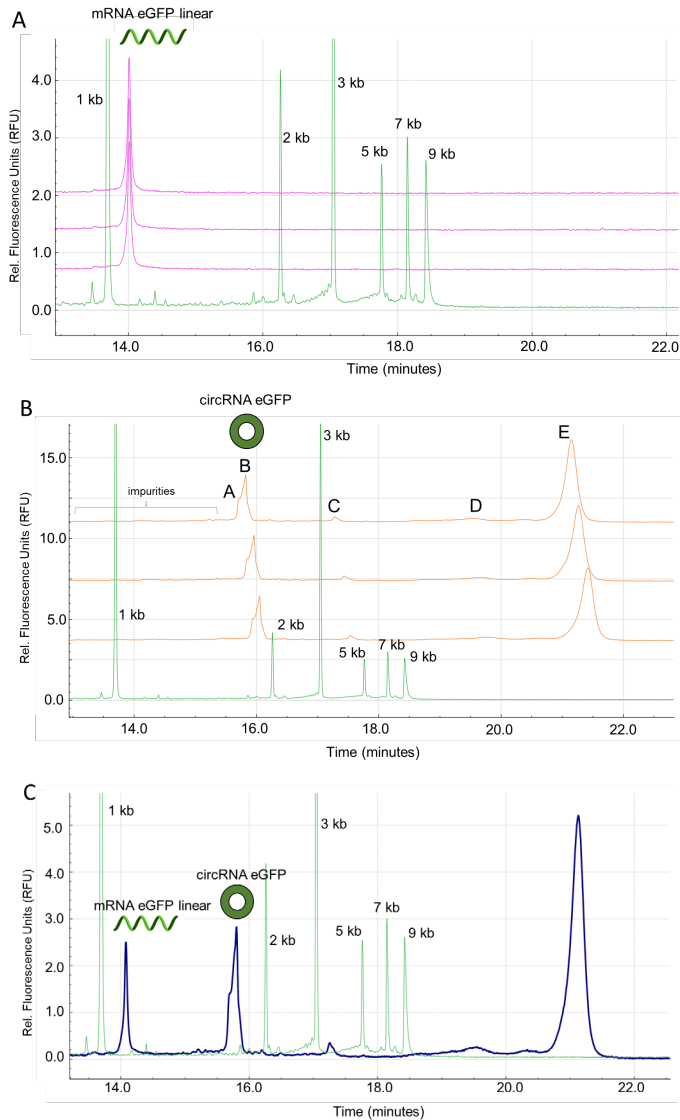 A
mRNA eGFP linear
Rel. Fluorescence Units (RFU)
4.0
3.0
2.0
1.0
0.0
1 kb
2 kb
3 kb
5 kb
7 kb
9 kb
14.0 16.0 18.0 20.0 22.0
Time (minutes)
B
circRNA eGFP
Rel. Fluorescence Units (RFU)
15.0
10.0
5.0
0.0
impurities
A
B
C
D
E
1 kb
2 kb
3 kb
5 kb
7 kb
9 kb
14.0 16.0 18.0 20.0 22.0
Time (minutes)
C
Rel. Fluorescence Units (RFU)
5.0
4.0
3.0
2.0
1.0
0.0
1 kb
mRNA eGFP linear
circRNA eGFP
2 kb
3 kb
5 kb
7 kb
9 kb
14.0 16.0 18.0 20.0 22.0
Time (minutes)